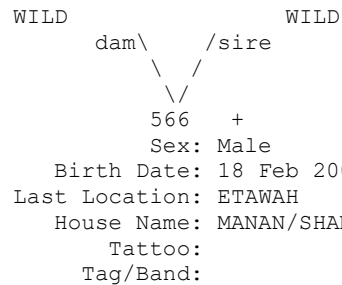 WILD WILD
dam\ /sire
\ /
\/
566 +
Sex: Male
Birth Date: 18 Feb 200
Last Location: ETAWAH
House Name: MANAN/SHA
Tattoo:
Tag/Band: